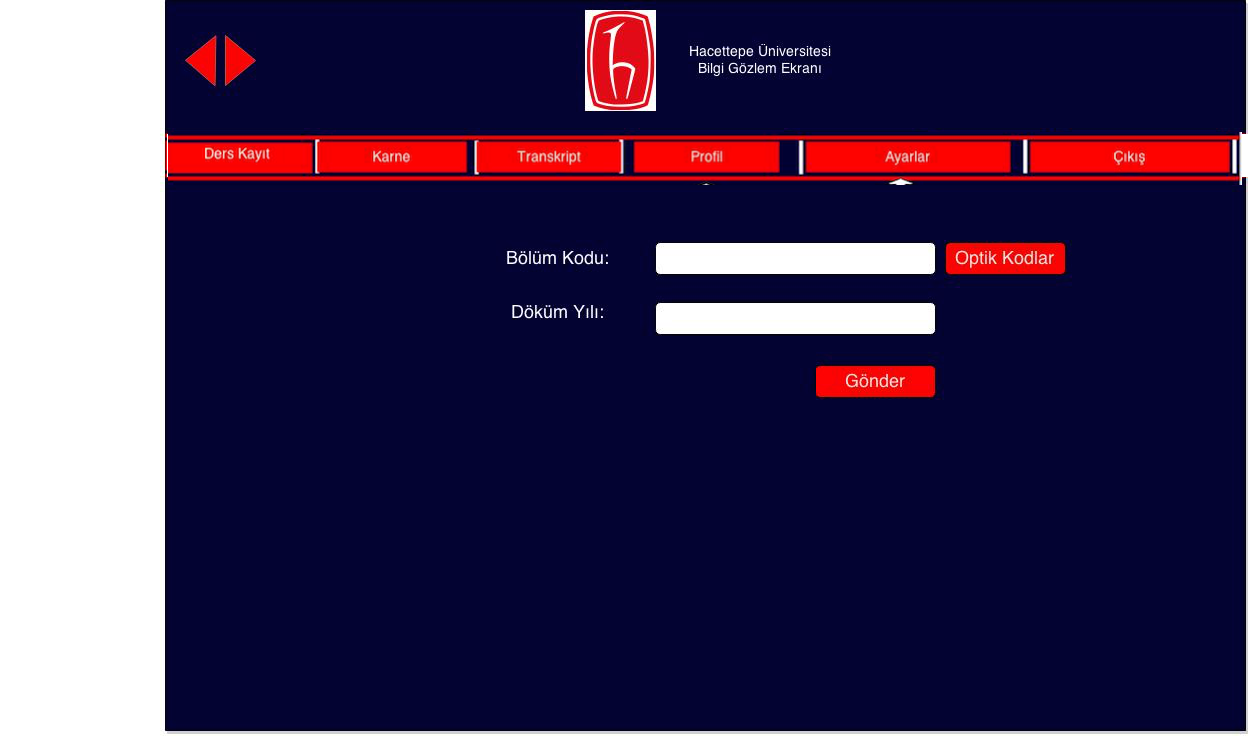 Hacettepe Üniversitesi
Bilgi Gözlem Ekranı
Ders Kayıt Karne Transkript Profil Ayarlar Çıkış
Bölüm Kodu: Optik Kodlar
Döküm Yılı:
Gönder